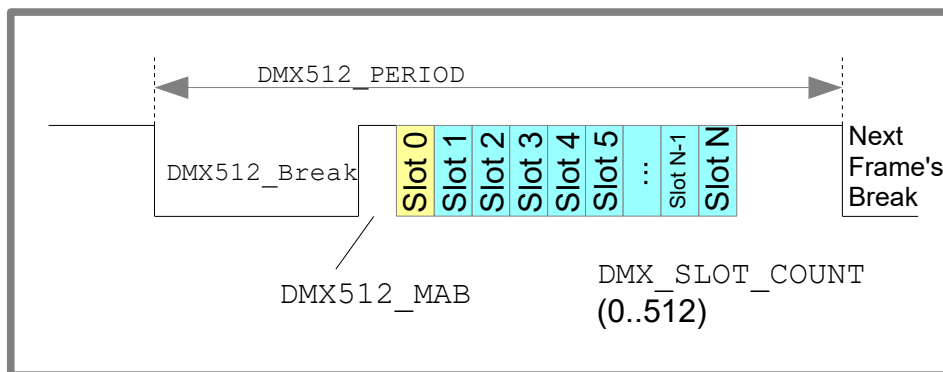 DMX512_PERIOD
DMX512_Break
Slot 0
Slot 1
Slot 2
Slot 3
Slot 4
Slot 5
...
Slot N-1
Slot N
Next
Frame's
Break
DMX512_MAB
DMX_SLOT_COUNT
(0..512)